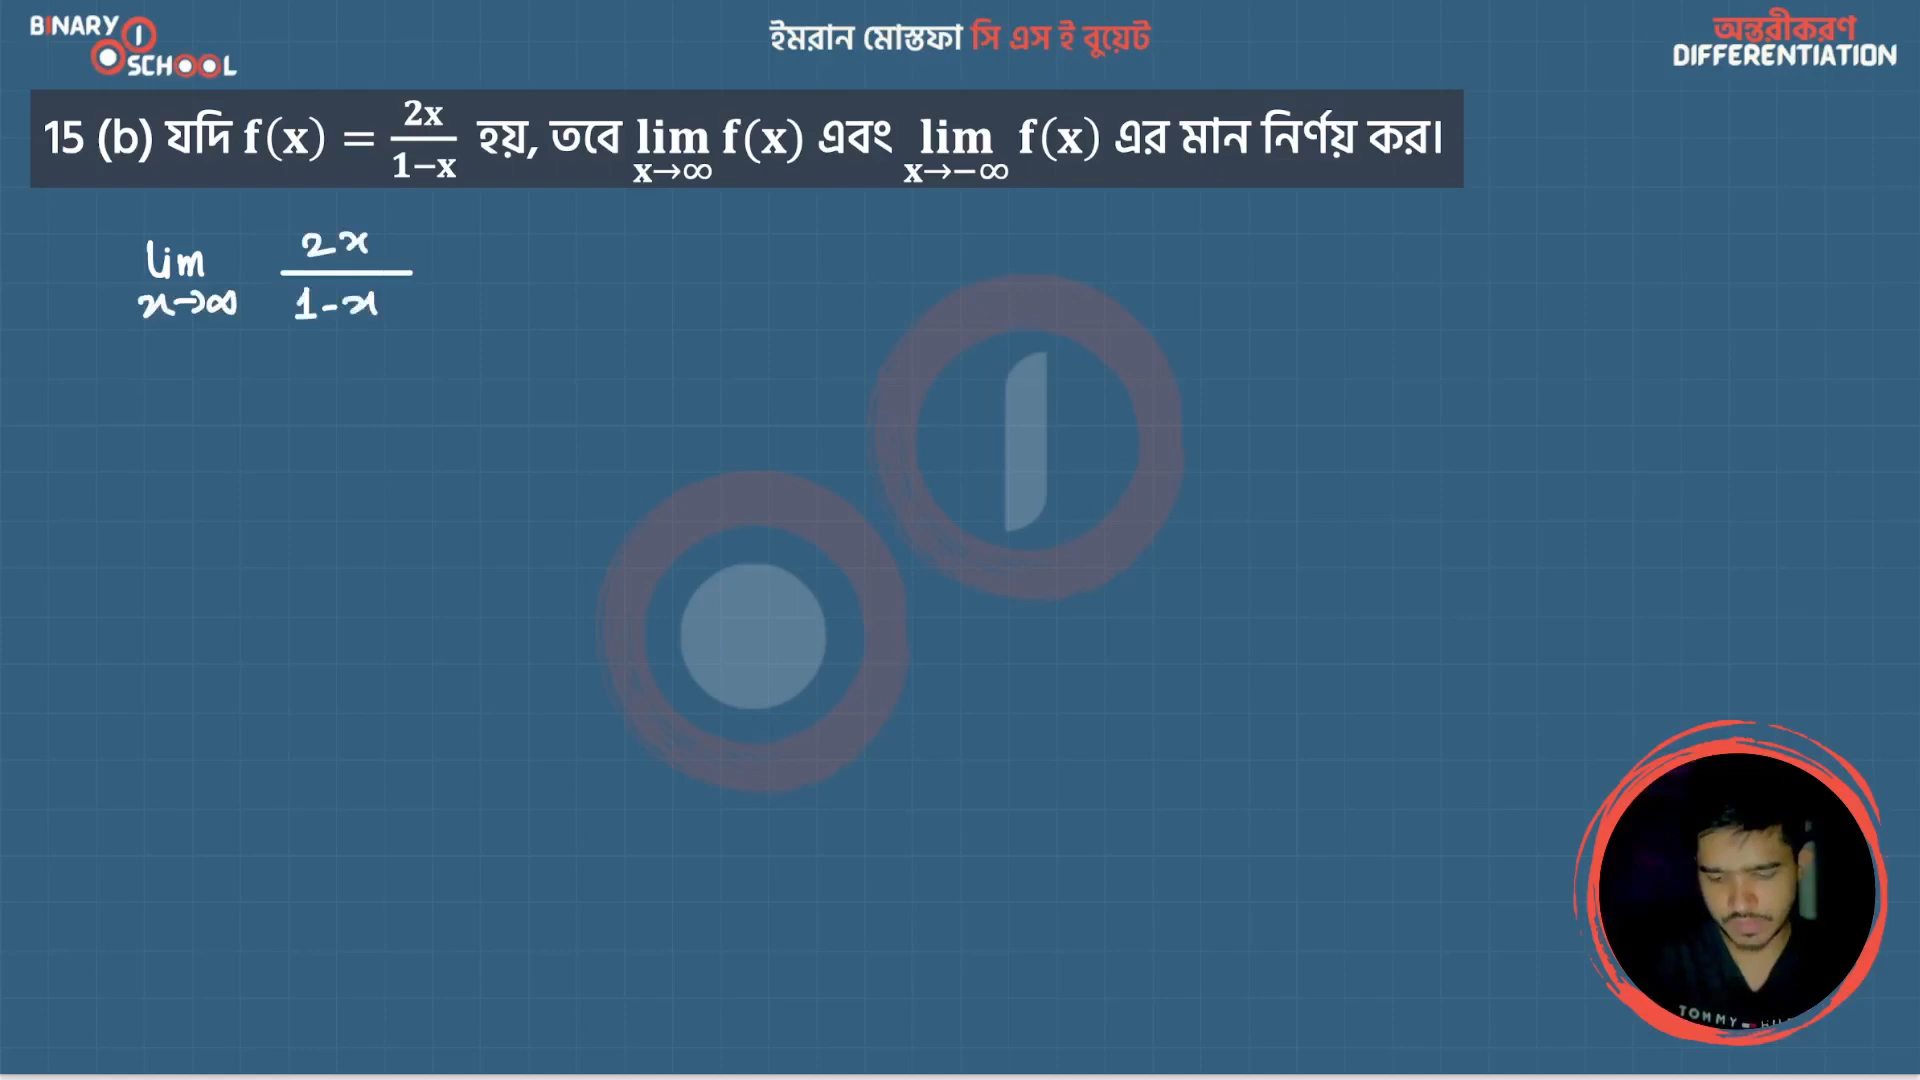 BINARY SCHOOL
ইমরান মোস্তফা সি এস ই বুয়েট
অন্তরীকরণ
DIFFERENTIATION
15 (b) যদি f(x) = 2x/1−x হয়, তবে lim x→∞ f(x) এবং lim x→−∞ f(x) এর মান নির্ণয় কর।
lim x→∞ 2x/1-x
TOMMY